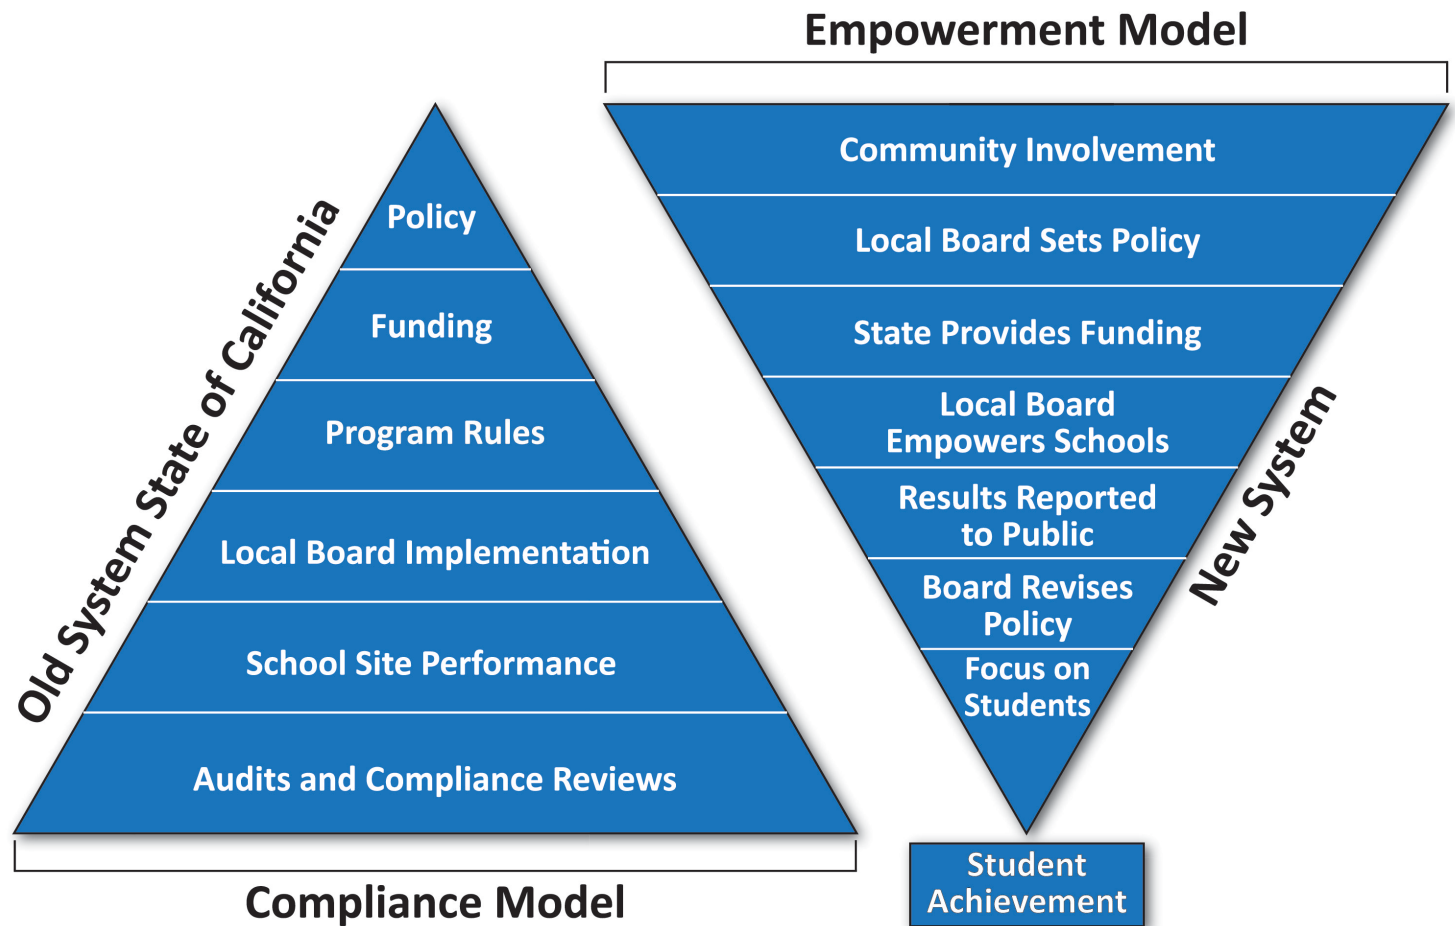 Empowerment Model
Old System State of California
Policy
Funding
Program Rules
Local Board Implementation
School Site Performance
Audits and Compliance Reviews
Compliance Model
Community Involvement
Local Board Sets Policy
State Provides Funding
Local Board
Empowers Schools
Results Reported
to Public
Board Revises
Policy
Focus on
Students
New System
Student
Achievement